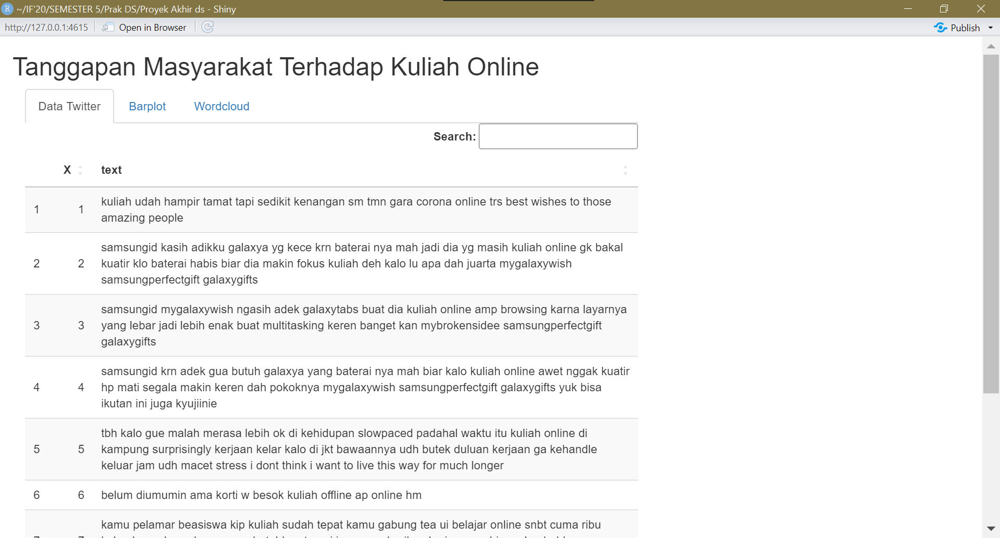 R ~/IF'20/SEMESTER 5/Prak DS/Proyek Akhir ds - Shiny
http://127.0.0.1:4615 Open in Browser Publish
Tanggapan Masyarakat Terhadap Kuliah Online
Data Twitter Barplot Wordcloud
Search:
X text
1 1 kuliah udah hampir tamat tapi sedikit kenangan sm tmn gara corona online trs best wishes to those
amazing people
2 2 samsungid kasih adikku galaxya yg kece krn baterai nya mah jadi dia yg masih kuliah online gk bakal
kuatir klo baterai habis biar dia makin fokus kuliah deh kalo lu apa dah juarta mygalaxywish
samsungperfectgift galaxygifts
3 3 samsungid mygalaxywish ngasih adek galaxytabs buat dia kuliah online amp browsing karna layarnya
yang lebar jadi lebih enak buat multitasking keren banget kan mybrokensidee samsungperfectgift
galaxygifts
4 4 samsungid krn adek gua butuh galaxya yang baterai nya mah biar kalo kuliah online awet nggak kuatir
hp mati segala makin keren dah pokoknya mygalaxywish samsungperfectgift galaxygifts yuk bisa
ikutan ini juga kyujiinie
5 5 tbh kalo gue malah merasa lebih ok di kehidupan slowpaced padahal waktu itu kuliah online di
kampung surprisingly kerjaan kelar kalo di jkt bawaannya udh butek duluan kerjaan ga kehandle
keluar jam udh macet stress i dont think i want to live this way for much longer
6 6 belum diumumin ama korti w besok kuliah offline ap online hm
kamu pelamar beasiswa kip kuliah sudah tepat kamu gabung tea ui belajar online snbt cuma ribu